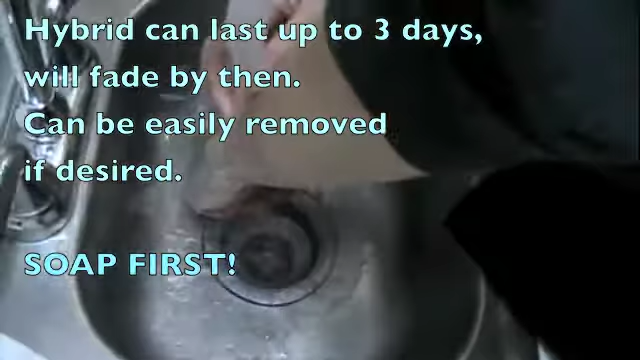 Hybrid can last up to 3 days,
will fade by then.
Can be easily removed
if desired.
SOAP FIRST!